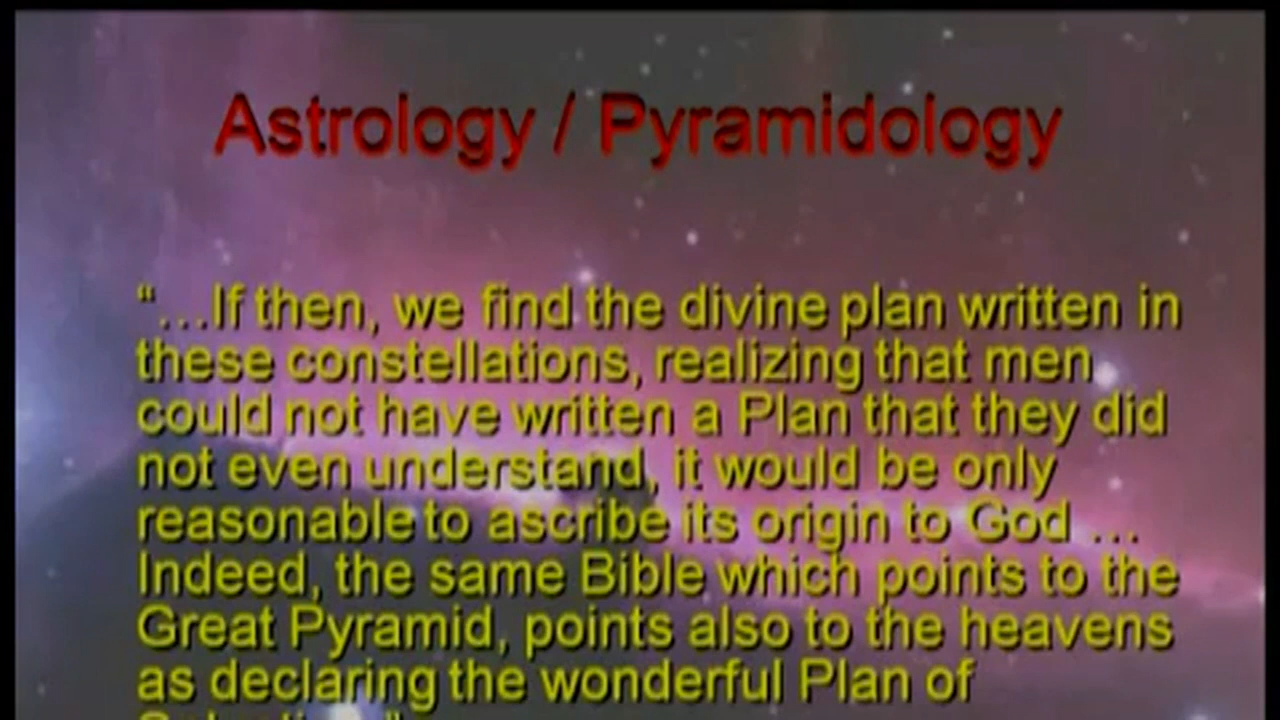 Astrology / Pyramidology
“…If then, we find the divine plan written in
these constellations, realizing that men
could not have written a Plan that they did
not even understand, it would be only
reasonable to ascribe its origin to God …
Indeed, the same Bible which points to the
Great Pyramid, points also to the heavens
as declaring the wonderful Plan of